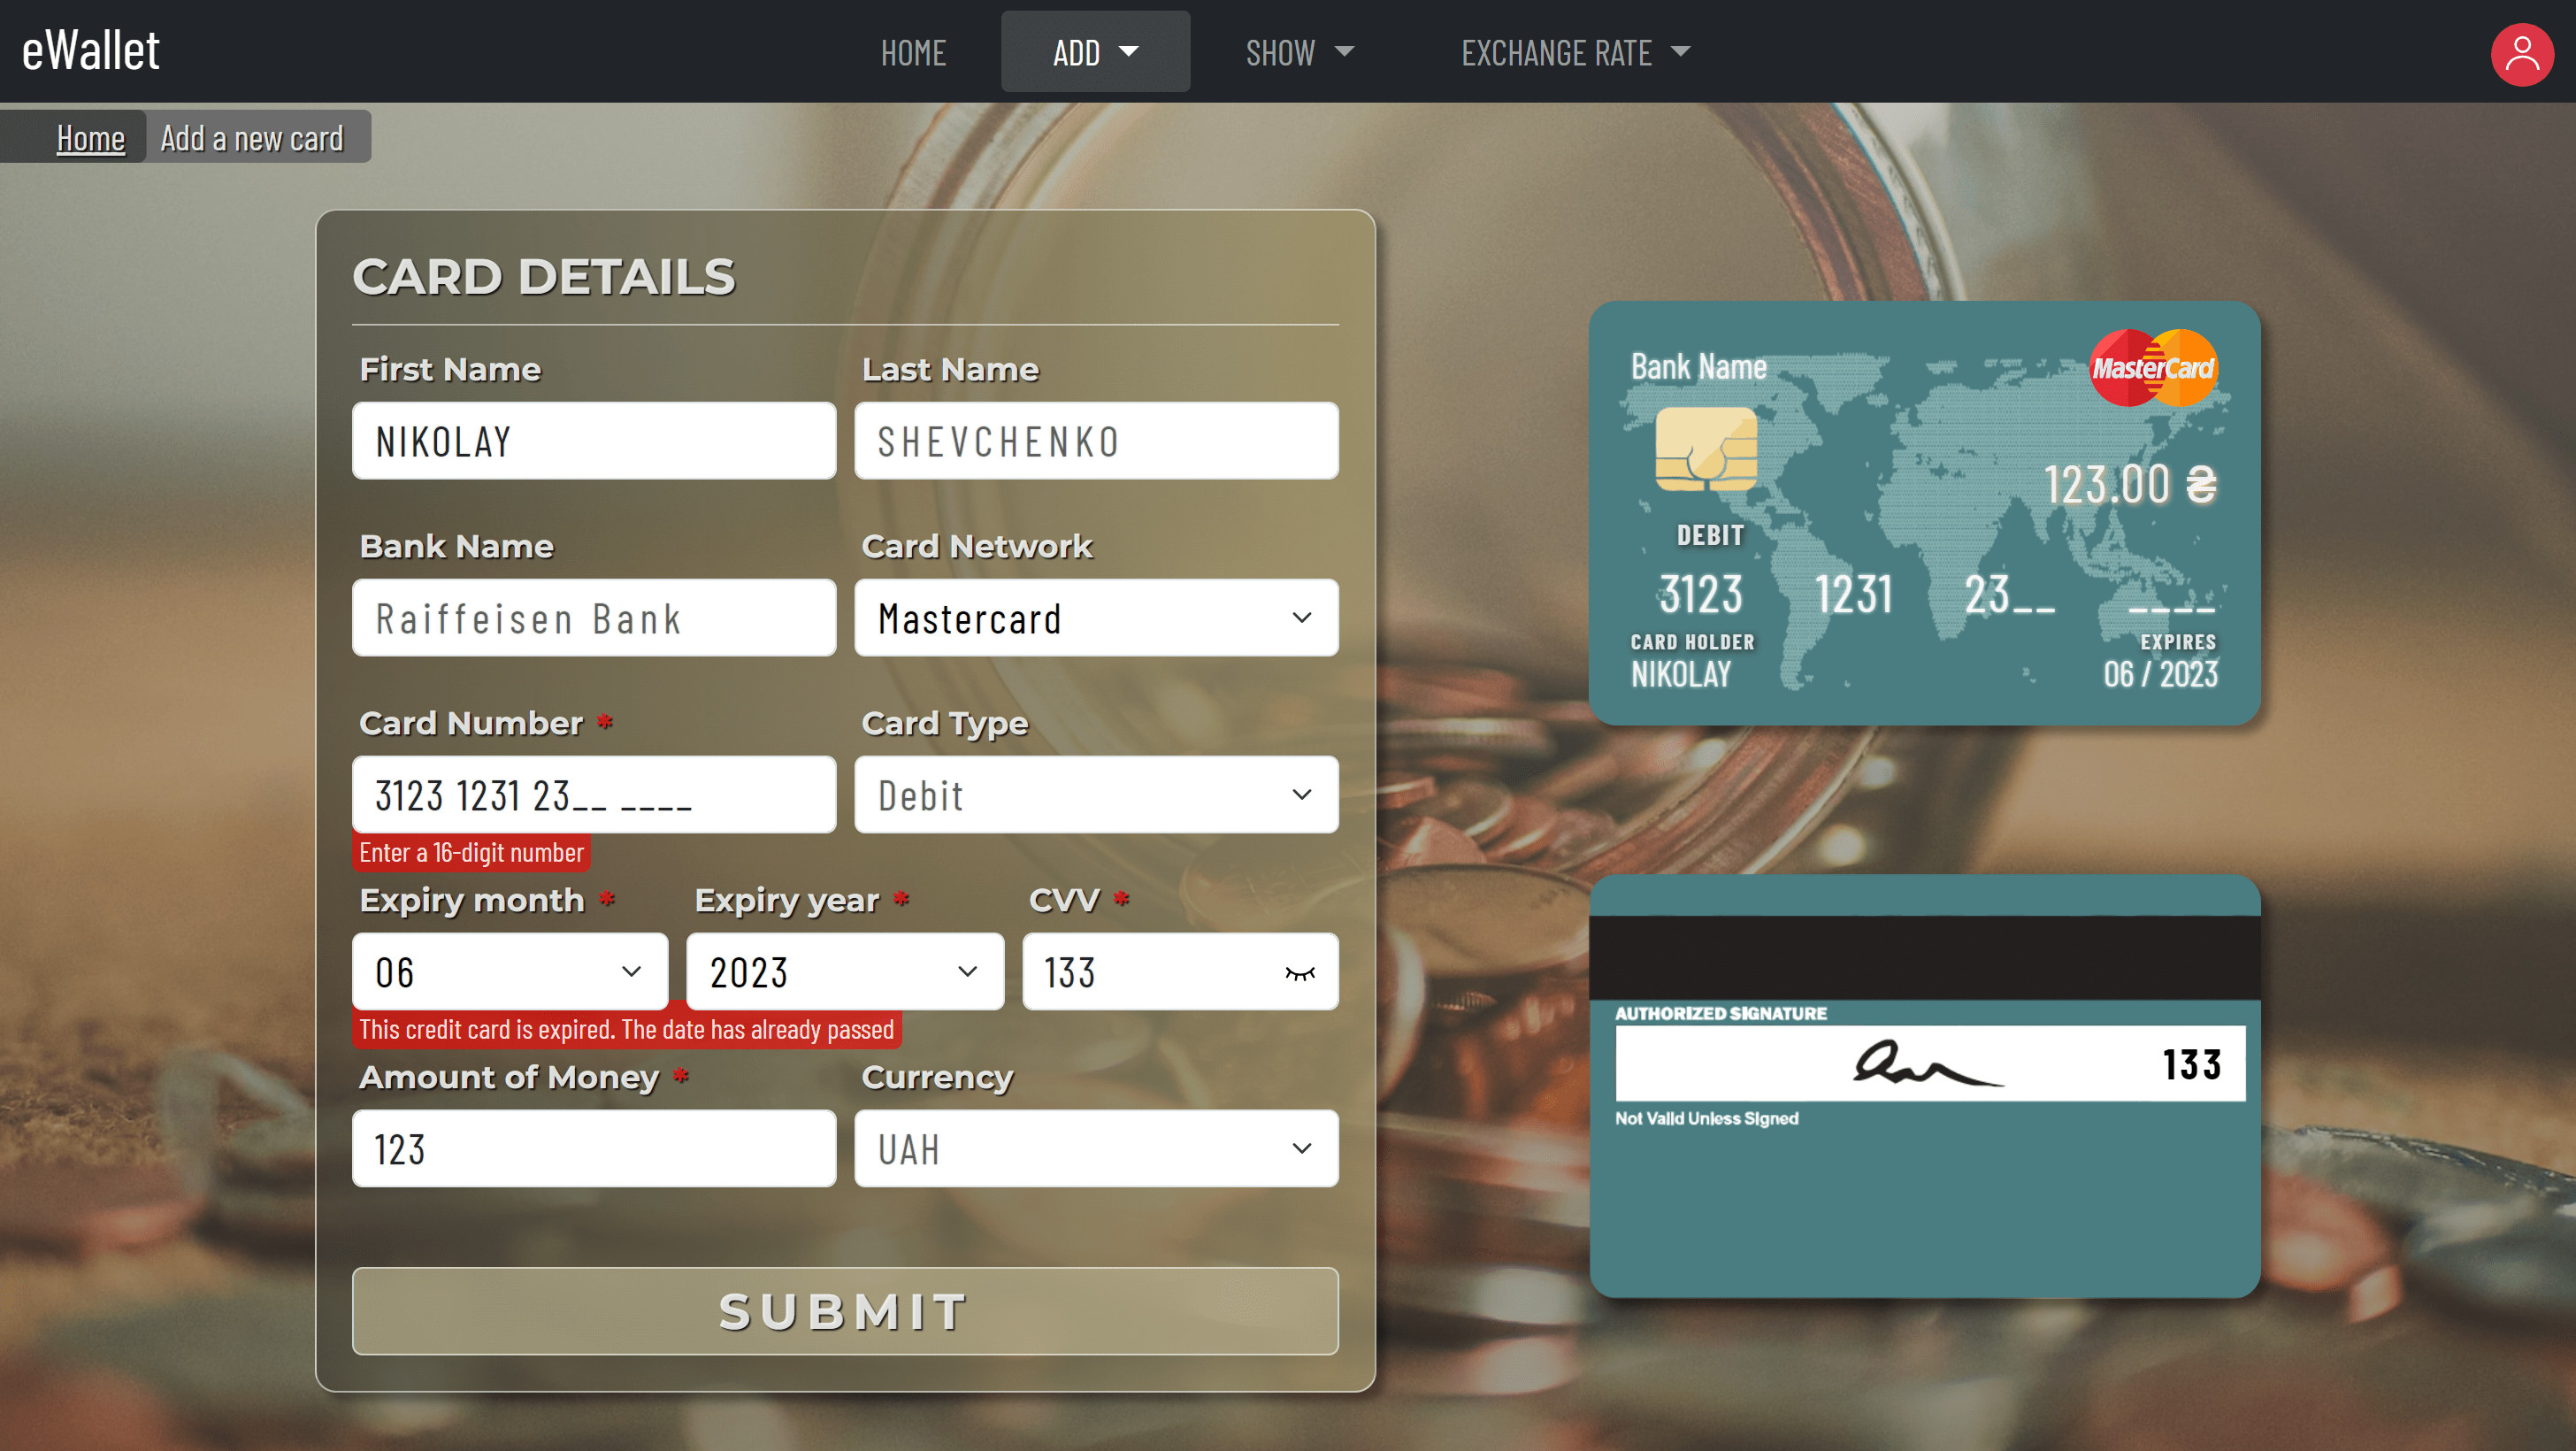 eWallet
HOME
ADD
SHOW
EXCHANGE RATE
Home
Add a new card
CARD DETAILS
First Name
Last Name
NIKOLAY
SHEVCHENKO
Bank Name
Card Network
Raiffeisen Bank
Mastercard
Card Number *
Card Type
3123 1231 23__ ____
Debit
Enter a 16-digit number
Expiry month *
Expiry year *
CVV *
06
2023
133
This credit card is expired. The date has already passed
Amount of Money *
Currency
123
UAH
SUBMIT
Bank Name
MasterCard
123.00 ₴
DEBIT
3123 1231 23__ ____
CARD HOLDER
EXPIRES
NIKOLAY
06 / 2023
AUTHORIZED SIGNATURE
133
Not Valid Unless Signed